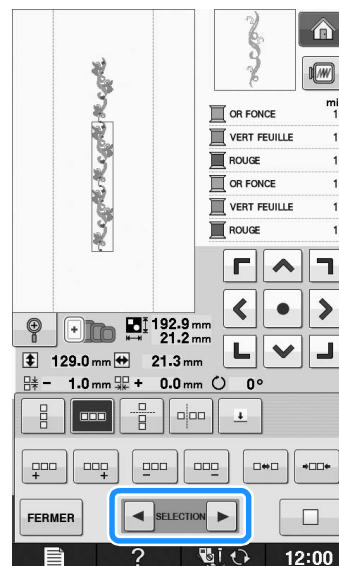 min
OR FONCE 1
VERT FEUILLE 1
ROUGE 1
OR FONCE 1
VERT FEUILLE 1
ROUGE 1
192.9 mm
21.2 mm
129.0 mm 21.3 mm
- 1.0 mm + 0.0 mm 0°
FERMER
SELECTION
? 12:00